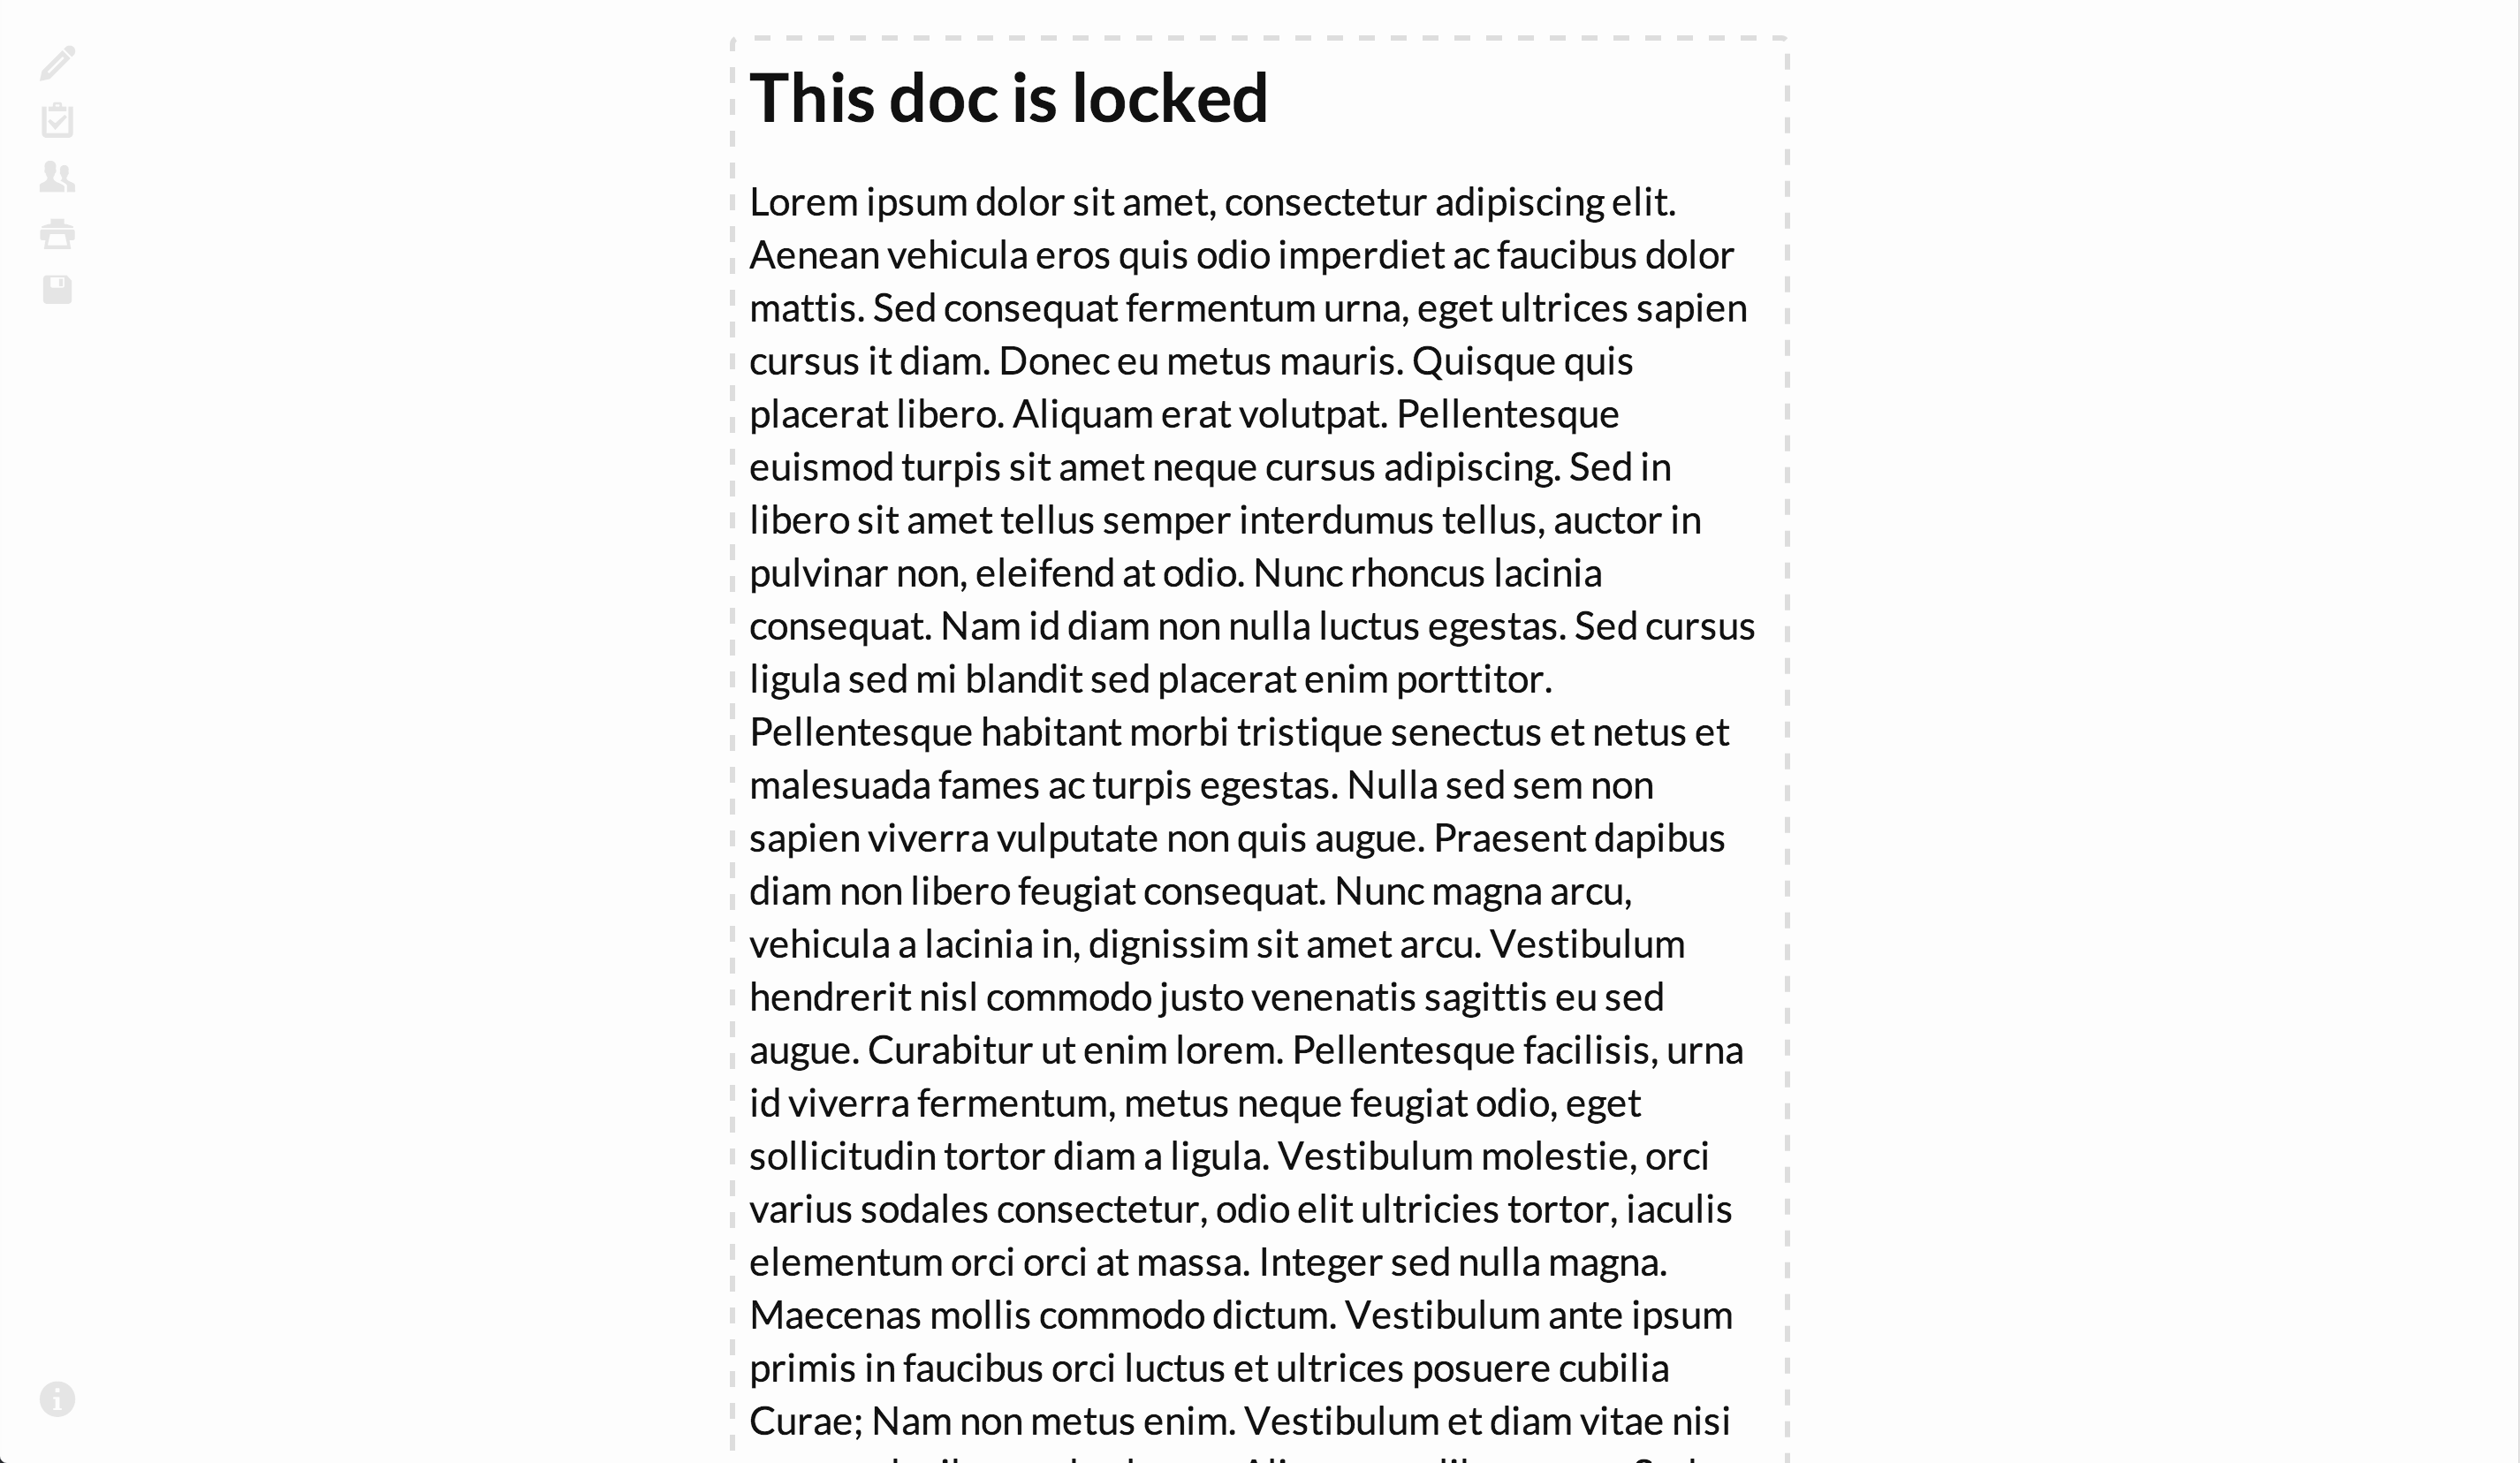 This doc is locked
Lorem ipsum dolor sit amet, consectetur adipiscing elit.
Aenean vehicula eros quis odio imperdiet ac faucibus dolor
mattis. Sed consequat fermentum urna, eget ultrices sapien
cursus it diam. Donec eu metus mauris. Quisque quis
placerat libero. Aliquam erat volutpat. Pellentesque
euismod turpis sit amet neque cursus adipiscing. Sed in
libero sit amet tellus semper interdumus tellus, auctor in
pulvinar non, eleifend at odio. Nunc rhoncus lacinia
consequat. Nam id diam non nulla luctus egestas. Sed cursus
ligula sed mi blandit sed placerat enim porttitor.
Pellentesque habitant morbi tristique senectus et netus et
malesuada fames ac turpis egestas. Nulla sed sem non
sapien viverra vulputate non quis augue. Praesent dapibus
diam non libero feugiat consequat. Nunc magna arcu,
vehicula a lacinia in, dignissim sit amet arcu. Vestibulum
hendrerit nisl commodo justo venenatis sagittis eu sed
augue. Curabitur ut enim lorem. Pellentesque facilisis, urna
id viverra fermentum, metus neque feugiat odio, eget
sollicitudin tortor diam a ligula. Vestibulum molestie, orci
varius sodales consectetur, odio elit ultricies tortor, iaculis
elementum orci orci at massa. Integer sed nulla magna.
Maecenas mollis commodo dictum. Vestibulum ante ipsum
primis in faucibus orci luctus et ultrices posuere cubilia
Curae; Nam non metus enim. Vestibulum et diam vitae nisi